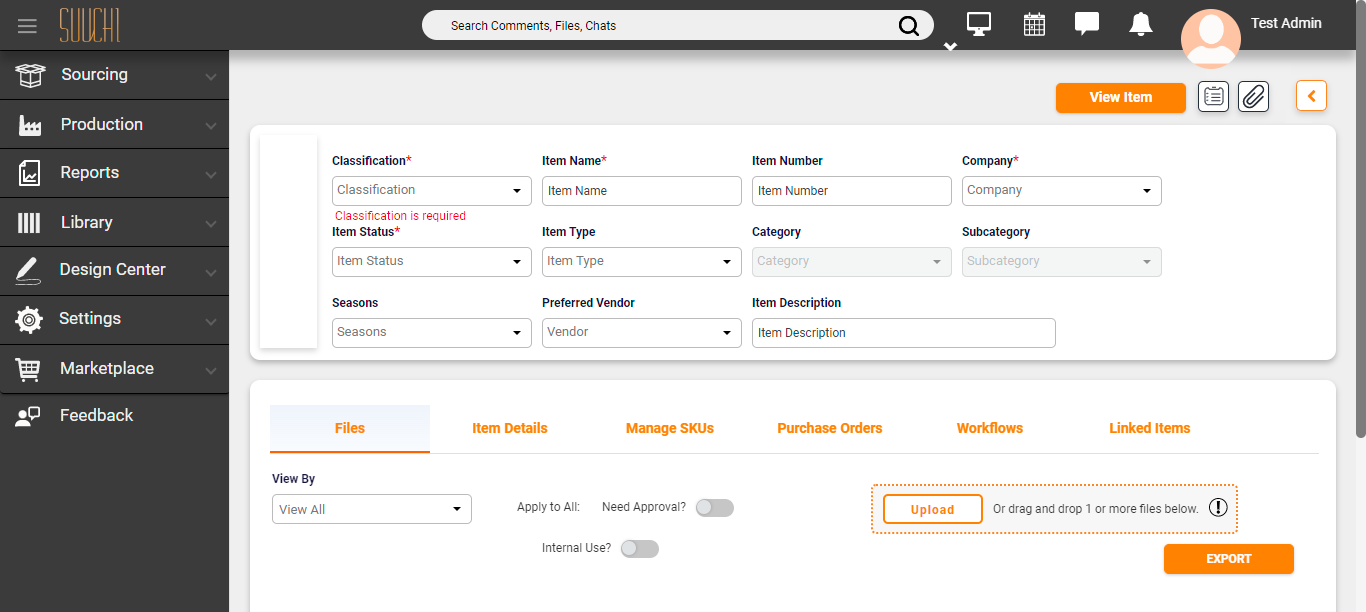 SUUCHI
Search Comments, Files, Chats
Test Admin
Sourcing
Production
Reports
Library
Design Center
Settings
Marketplace
Feedback
View Item
Classification* Item Name* Item Number Company*
Classification Item Name Item Number Company
Classification is required
Item Status* Item Type Category Subcategory
Item Status Item Type Category Subcategory
Seasons Preferred Vendor Item Description
Seasons Vendor Item Description
Files Item Details Manage SKUs Purchase Orders Workflows Linked Items
View By
View All
Apply to All: Need Approval?
Internal Use?
Upload Or drag and drop 1 or more files below.
EXPORT